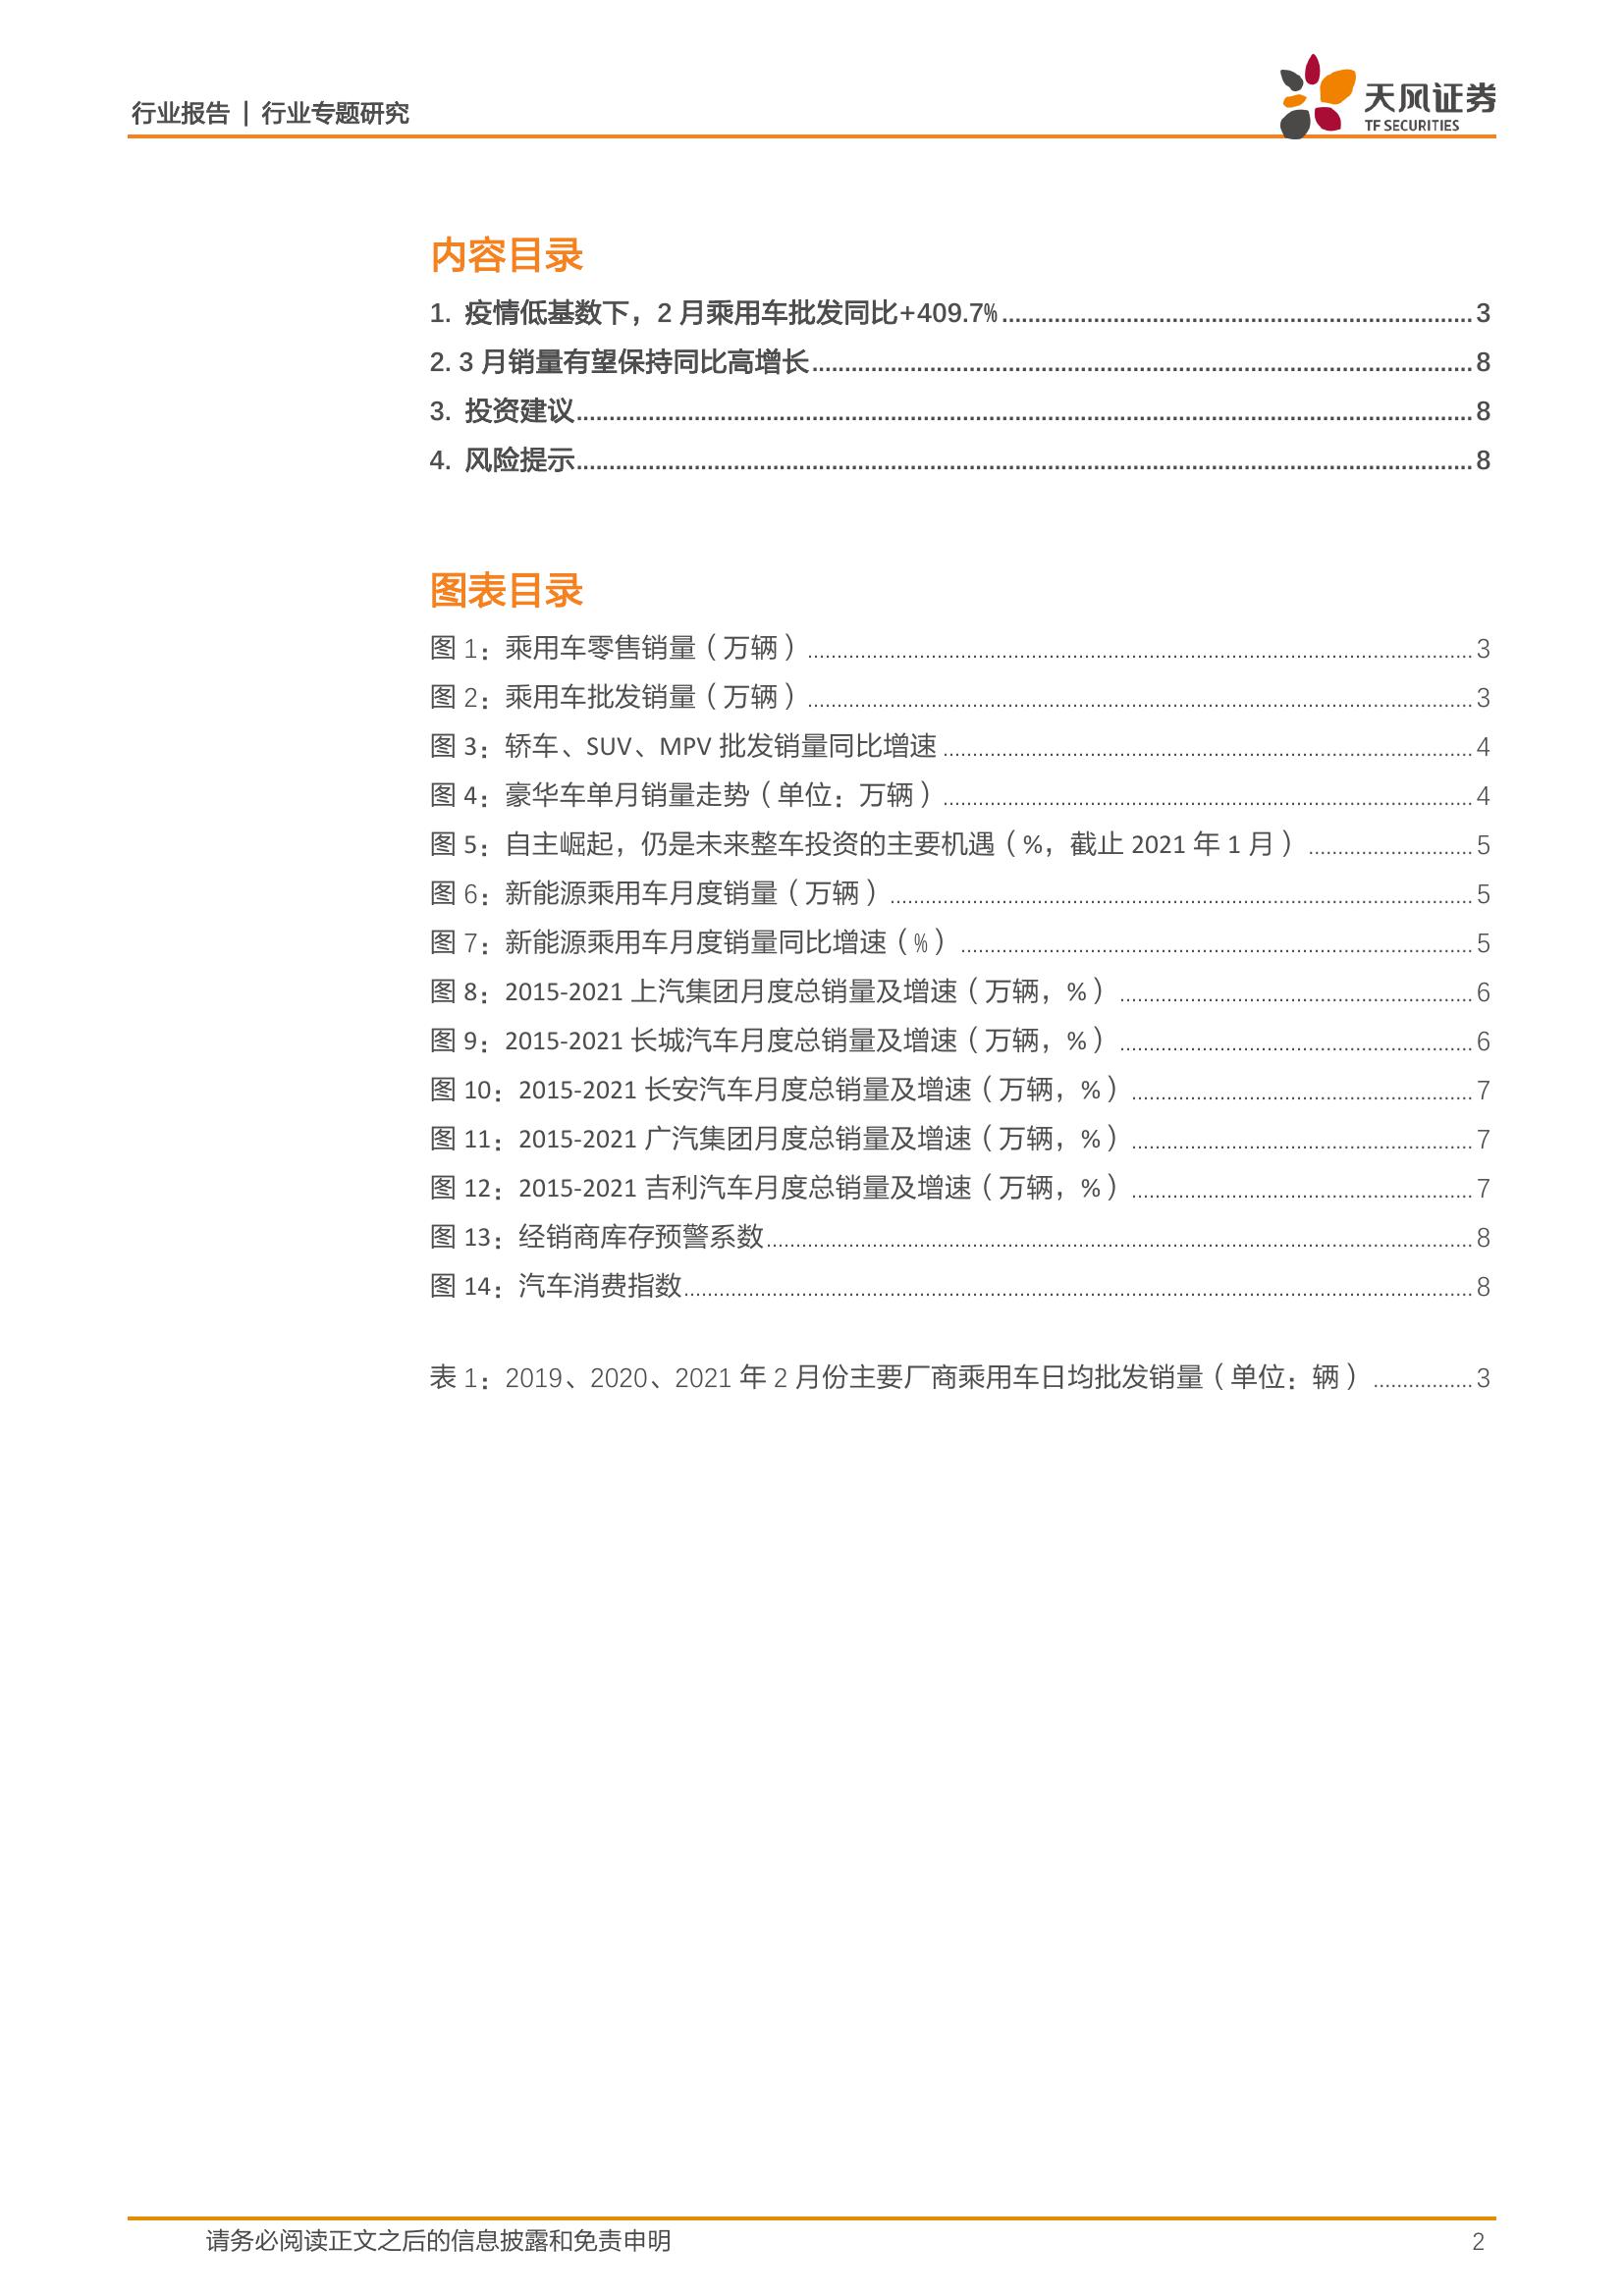 行业报告 | 行业专题研究
天风证券
TF SECURITIES
内容目录
1. 疫情低基数下，2 月乘用车批发同比+409.7%........3
2. 3 月销量有望保持同比高增长........8
3. 投资建议........8
4. 风险提示........8
图表目录
图 1：乘用车零售销量（万辆）........3
图 2：乘用车批发销量（万辆）........3
图 3：轿车、SUV、MPV 批发销量同比增速........4
图 4：豪华车单月销量走势（单位：万辆）........4
图 5：自主崛起，仍是未来整车投资的主要机遇（%，截止 2021 年 1 月）........5
图 6：新能源乘用车月度销量（万辆）........5
图 7：新能源乘用车月度销量同比增速（%）........5
图 8：2015-2021 上汽集团月度总销量及增速（万辆，%）........6
图 9：2015-2021 长城汽车月度总销量及增速（万辆，%）........6
图 10：2015-2021 长安汽车月度总销量及增速（万辆，%）........7
图 11：2015-2021 广汽集团月度总销量及增速（万辆，%）........7
图 12：2015-2021 吉利汽车月度总销量及增速（万辆，%）........7
图 13：经销商库存预警系数........8
图 14：汽车消费指数........8
表 1：2019、2020、2021 年 2 月份主要厂商乘用车日均批发销量（单位：辆）........3
请务必阅读正文之后的信息披露和免责申明 2